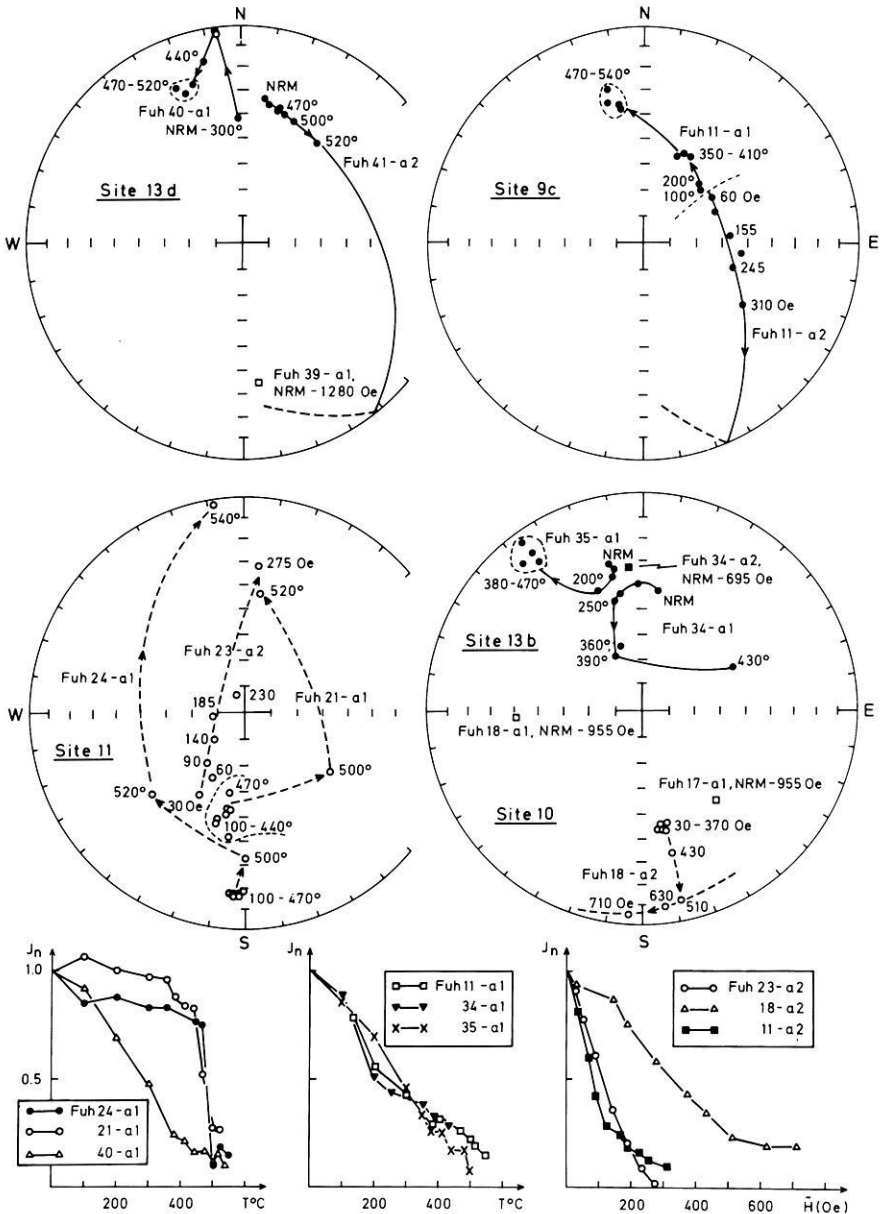 N
440°
470-520°
Fuh 40-a1
NRM-300°
NRM
470°
500°
520°
Fuh 41-a2
Site 13d
W
Fuh 39-a1,
NRM-1280 Oe
N
470-540°
Fuh 11-a1
350-410°
200°
100°
60 Oe
Site 9c
155
E
245
310 Oe
Fuh 11-a2
540°
275 Oe
520°
Fuh 23-a2
Fuh 24-a1
230
Fuh 21-a1
185
W
140
Site 11
90
60
470°
500°
520°
30 Oe
100-440°
500°
100-470°
S
Fuh 35-a1
NRM
Fuh 34-a2,
NRM-695 Oe
200°
380-470°
250°
NRM
Site 13b
Fuh 34-a1
360°
390°
430°
E
Fuh 18-a1, NRM-955 Oe
Fuh 17-a1, NRM-955 Oe
Site 10
30-370 Oe
430
Fuh 18-a2
710 Oe
630
510
S
Jn
1.0
0.5
Fuh 24-a1
21-a1
40-a1
200 400 T°C
Jn
Fuh 11-a1
34-a1
35-a1
200 400 T°C
Jn
Fuh 23-a2
18-a2
11-a2
200 400 600 H̄(Oe)